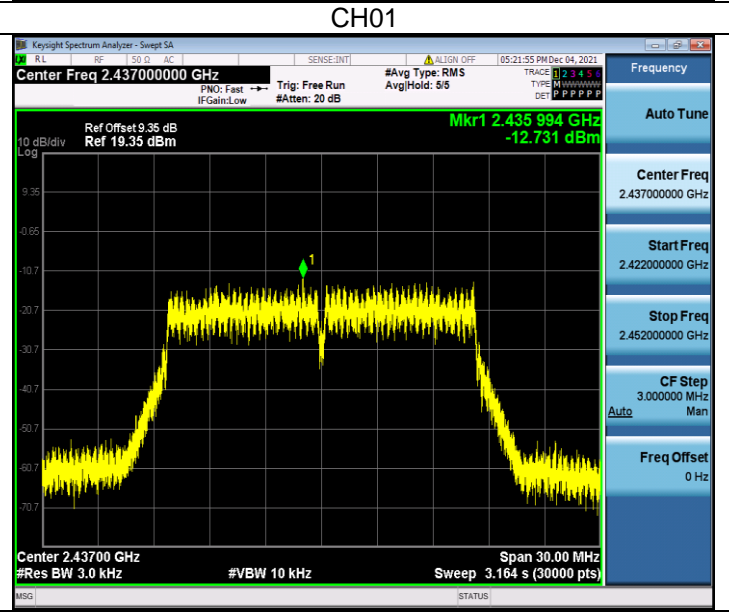 CH01
Keysight Spectrum Analyzer - Swept SA
LXI RL RF 50 Ω AC SENSE:INT ALIGN OFF 05:21:55 PM Dec 04, 2021
Center Freq 2.437000000 GHz #Avg Type: RMS TRACE 1 2 3 4 5 6
PNO: Fast Trig: Free Run Avg|Hold: 5/5 TYPE M WWWWW
IFGain:Low #Atten: 20 dB DET P P P P P P
Mkr1 2.435 994 GHz
Ref Offset 9.35 dB
-12.731 dBm
10 dB/div Ref 19.35 dBm
Log
9.35
-0.65
-10.7
1
-20.7
-30.7
-40.7
-50.7
-60.7
-70.7
Center 2.43700 GHz Span 30.00 MHz
#Res BW 3.0 kHz #VBW 10 kHz Sweep 3.164 s (30000 pts)
MSG STATUS
Frequency
Auto Tune
Center Freq
2.437000000 GHz
Start Freq
2.422000000 GHz
Stop Freq
2.452000000 GHz
CF Step
3.000000 MHz
Auto Man
Freq Offset
0 Hz